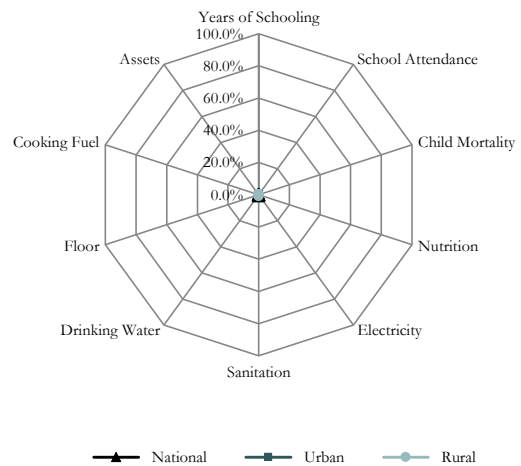 Years of Schooling
100.0%
Assets
School Attendance
80.0%
60.0%
Cooking Fuel
40.0%
Child Mortality
20.0%
0.0%
Floor
Nutrition
Drinking Water
Electricity
Sanitation
National Urban Rural